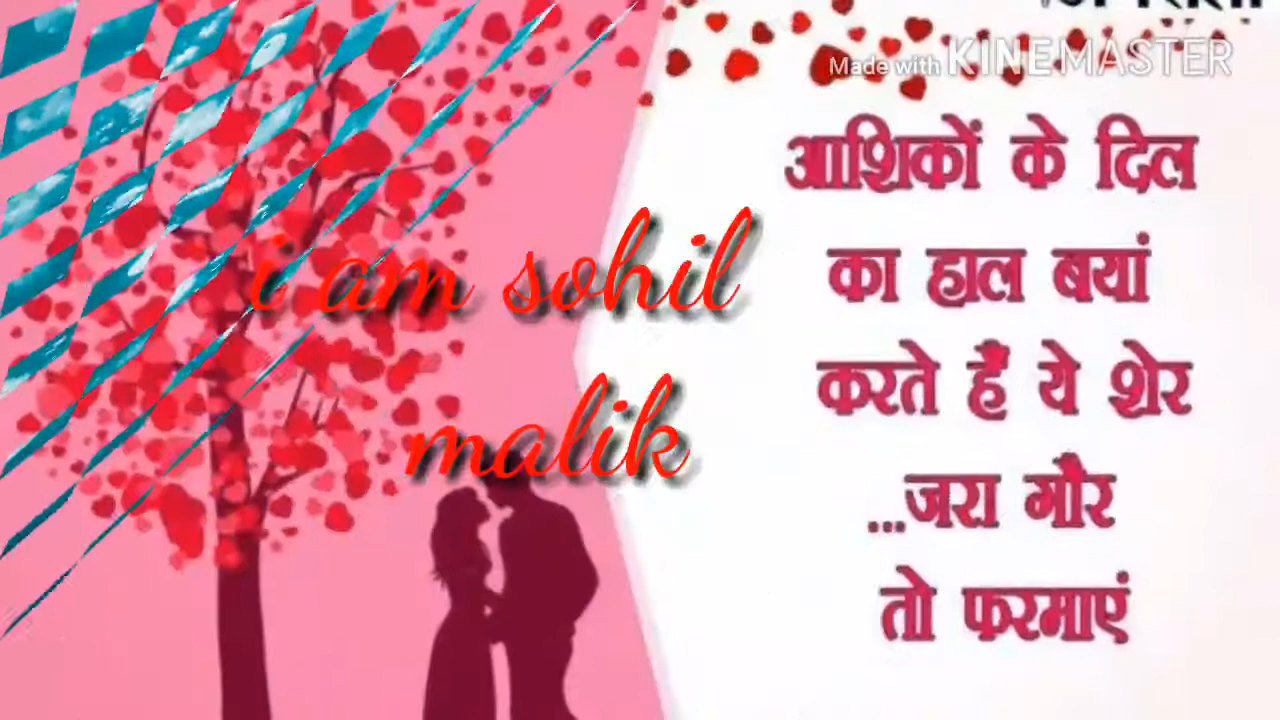 Made with KINEMASTER
i am sohil
malik
आशिकों के दिल
का हाल बयां
करते हैं ये शेर
...जरा गौर
तो फरमाएं